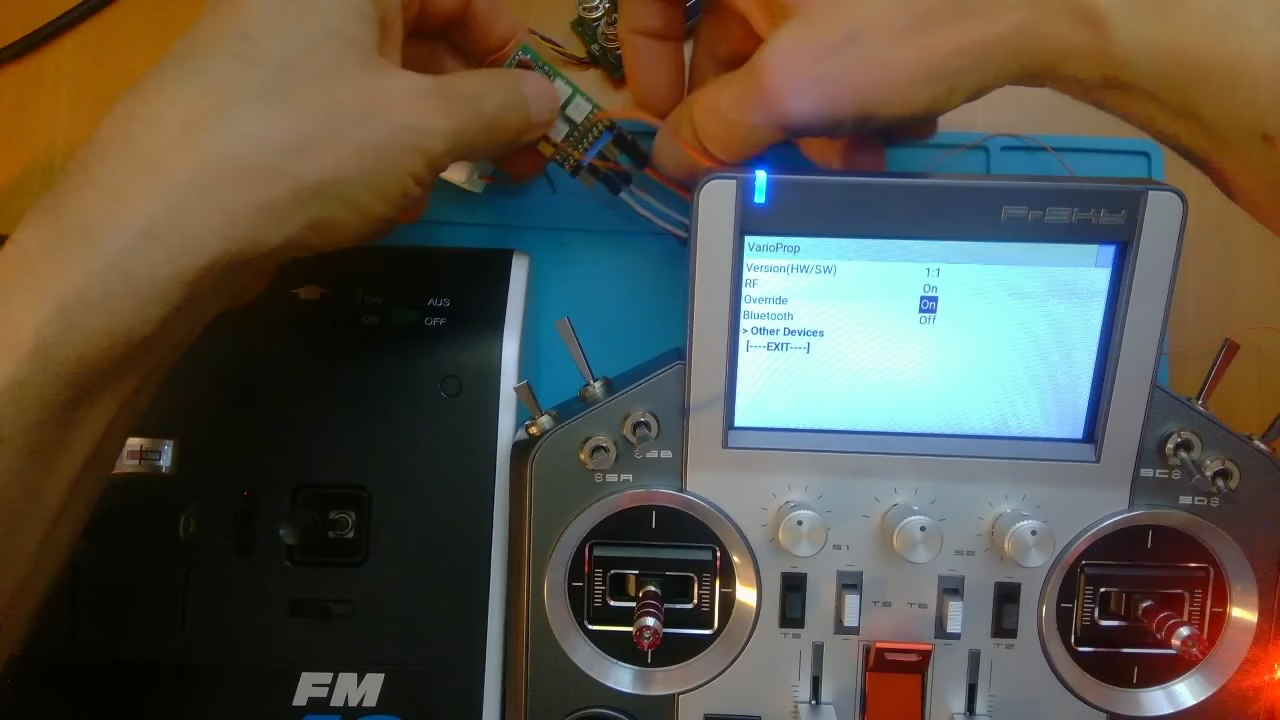 FrSKY
VarioProp
Version(HW/SW) 1:1
RF On
Override On
Bluetooth Off
> Other Devices
[----EXIT----]
AUS
ON OFF
SA
SB
SC
SD
S1
S2
T5 T6
T2
FM